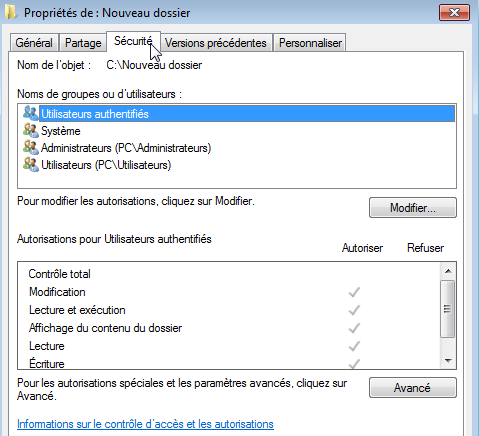 Propriétés de : Nouveau dossier
Général Partage Sécurité Versions précédentes Personnaliser
Nom de l'objet : C:\Nouveau dossier
Noms de groupes ou d'utilisateurs :
Utilisateurs authentifiés
Système
Administrateurs (PC\Administrateurs)
Utilisateurs (PC\Utilisateurs)
Pour modifier les autorisations, cliquez sur Modifier.
Modifier...
Autorisations pour Utilisateurs authentifiés Autoriser Refuser
Contrôle total
Modification
Lecture et exécution
Affichage du contenu du dossier
Lecture
Écriture
Pour les autorisations spéciales et les paramètres avancés, cliquez sur
Avancé.
Avancé
Informations sur le contrôle d'accès et les autorisations